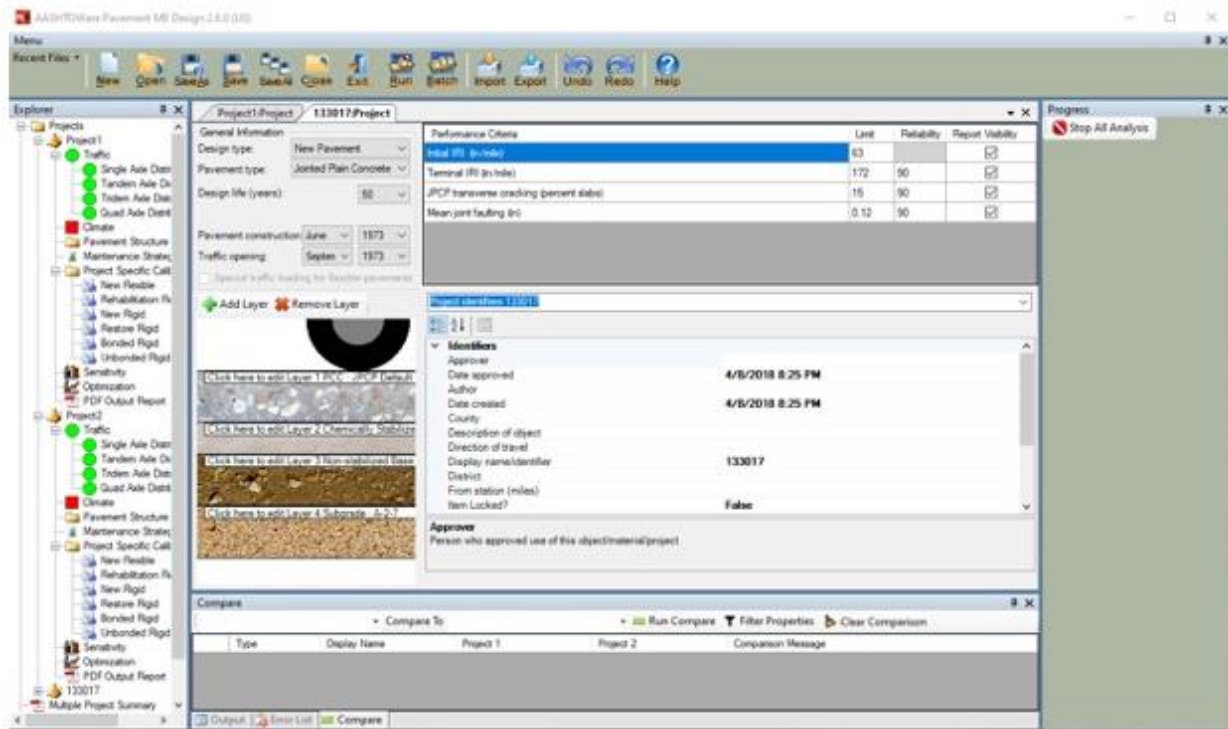 AASHTOWare Pavement ME Design 2.6.0 (US)
Menu
Recent Files
New Open SaveAs Save SaveAll Close Exit Run Batch Import Export Undo Redo Help
Explorer
Projects
Project1
Traffic
Single Axle Distri
Tandem Axle Di
Tridem Axle Dist
Quad Axle Distri
Climate
Pavement Structure
Maintenance Strateg
Project Specific Cali
New Flexible
Rehabilitation Fl
New Rigid
Restore Rigid
Bonded Rigid
Unbonded Rigid
Sensitivity
Optimization
PDF Output Report
Project2
Traffic
Single Axle Distri
Tandem Axle Di
Tridem Axle Dist
Quad Axle Distri
Climate
Pavement Structure
Maintenance Strateg
Project Specific Cali
New Flexible
Rehabilitation Fl
New Rigid
Restore Rigid
Bonded Rigid
Unbonded Rigid
Sensitivity
Optimization
PDF Output Report
133017
Multiple Project Summary
Project1:Project 133017:Project
General Information
Design type: New Pavement
Pavement type: Jointed Plain Concrete
Design life (years): 50
Pavement construction: June 1973
Traffic opening: Septem 1973
Special traffic loading for flexible pavements
Add Layer Remove Layer
Click here to edit Layer 1 PCC : JPCP Default
Click here to edit Layer 2 Chemically Stabilize
Click here to edit Layer 3 Non-stabilized Base
Click here to edit Layer 4 Subgrade : A-2-7
Performance Criteria Limit Reliability Report Visibility
Initial IRI (in/mile) 63
Terminal IRI (in/mile) 172 90
JPCP transverse cracking (percent slabs) 15 90
Mean joint faulting (in) 0.12 90
Project identifiers 133017
Identifiers
Approver
Date approved 4/8/2018 8:25 PM
Author
Date created 4/8/2018 8:25 PM
County
Description of object
Direction of travel
Display name/identifier 133017
District
From station (miles)
Item Locked? False
Approver
Person who approved use of this object/material/project
Compare
Compare To Run Compare Filter Properties Clear Comparison
Type Display Name Project 1 Project 2 Comparison Message
Output Error List Compare
Progress
Stop All Analysis